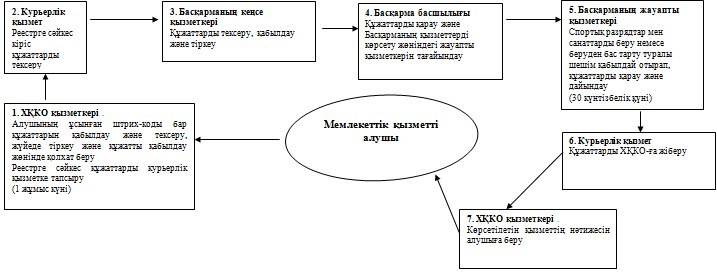 2. Курьерлік
қызмет
Реестрге сәйкес
кіріс
құжаттарды
тексеру
3. Басқарманың кеңсе
қызметкері
Құжаттарды тексеру, қабылдау
және тіркеу
4. Басқарма басшылығы
Құжаттарды қарау және
Басқарманың қызметтерді
көрсету жөніндегі жауапты
қызметкерін тағайындау
5. Басқарманың жауапты
қызметкері
Спорттық разрядтар мен
санаттарды беру немесе
беруден бас тарту туралы
шешім қабылдай отырап,
құжаттарды қарау және
дайындау
(30 күнтізбелік күні)
1. ХҚКО қызметкері .
Алушының ұсынған штрих-коды бар
құжаттарын қабылдау және тексеру,
жүйеде тіркеу және құжатты қабылдау
жөнінде қолхат беру
Реестрге сәйкес құжаттарды курьерлік
қызметке тапсыру
(1 жұмыс күні)
Мемлекеттік қызметті
алушы
6. Курьерлік қызмет
Құжаттарды ХҚКО-ға жіберу
7. ХҚКО қызметкері .
Көрсетілетін қызметтің нәтижесін
алушыға беру